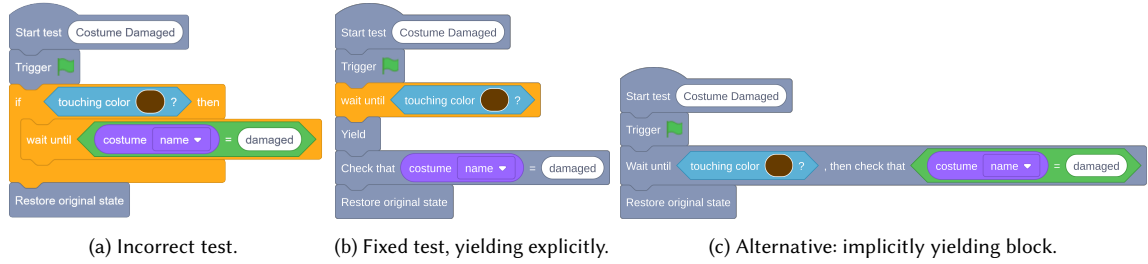 Start test Costume Damaged
Trigger
if touching color ? then
wait until costume name = damaged
Restore original state
(a) Incorrect test.
Start test Costume Damaged
Trigger
wait until touching color ?
Yield
Check that costume name = damaged
Restore original state
(b) Fixed test, yielding explicitly.
Start test Costume Damaged
Trigger
Wait until touching color ? , then check that costume name = damaged
Restore original state
(c) Alternative: implicitly yielding block.